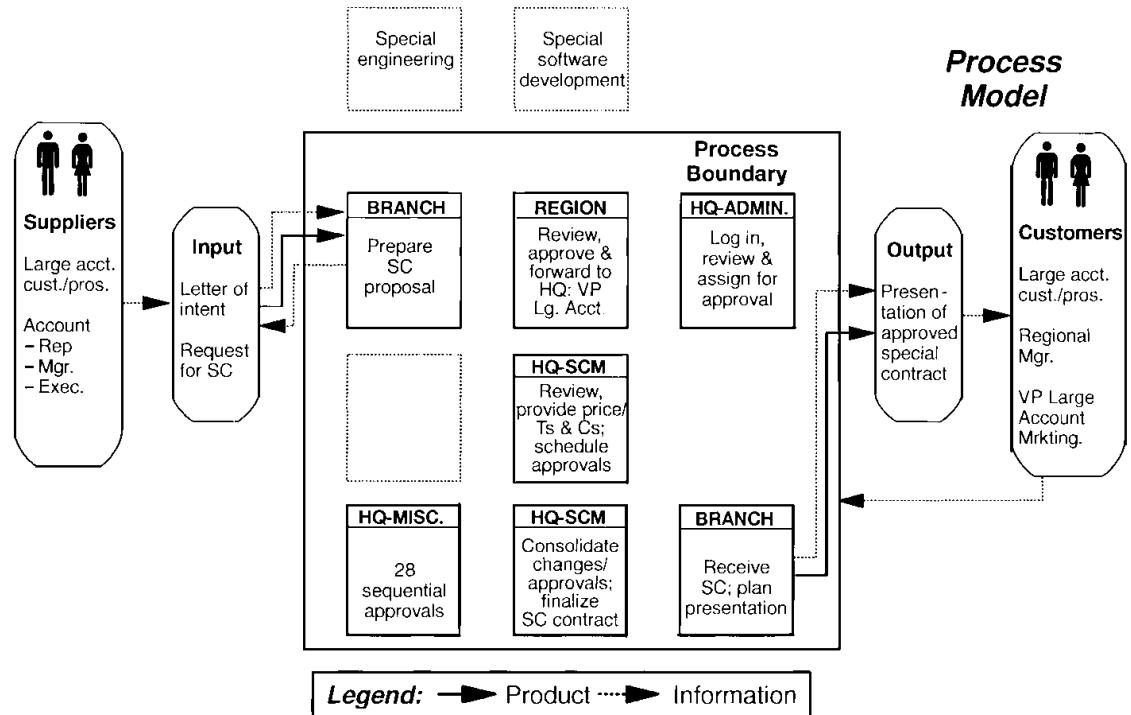 Special
engineering
Special
software
development
Process
Model
Suppliers
Large acct.
cust./pros.
Account
– Rep
– Mgr.
– Exec.
Input
Letter of
intent
Request
for SC
Process
Boundary
BRANCH
Prepare
SC
proposal
REGION
Review,
approve &
forward to
HQ: VP
Lg. Acct.
HQ-ADMIN.
Log in,
review &
assign for
approval
HQ-SCM
Review,
provide price/
Ts & Cs;
schedule
approvals
HQ-MISC.
28
sequential
approvals
HQ-SCM
Consolidate
changes/
approvals;
finalize
SC contract
BRANCH
Receive
SC; plan
presentation
Output
Presen-
tation of
approved
special
contract
Customers
Large acct.
cust./pros.
Regional
Mgr.
VP Large
Account
Mrkting.
Legend: Product Information